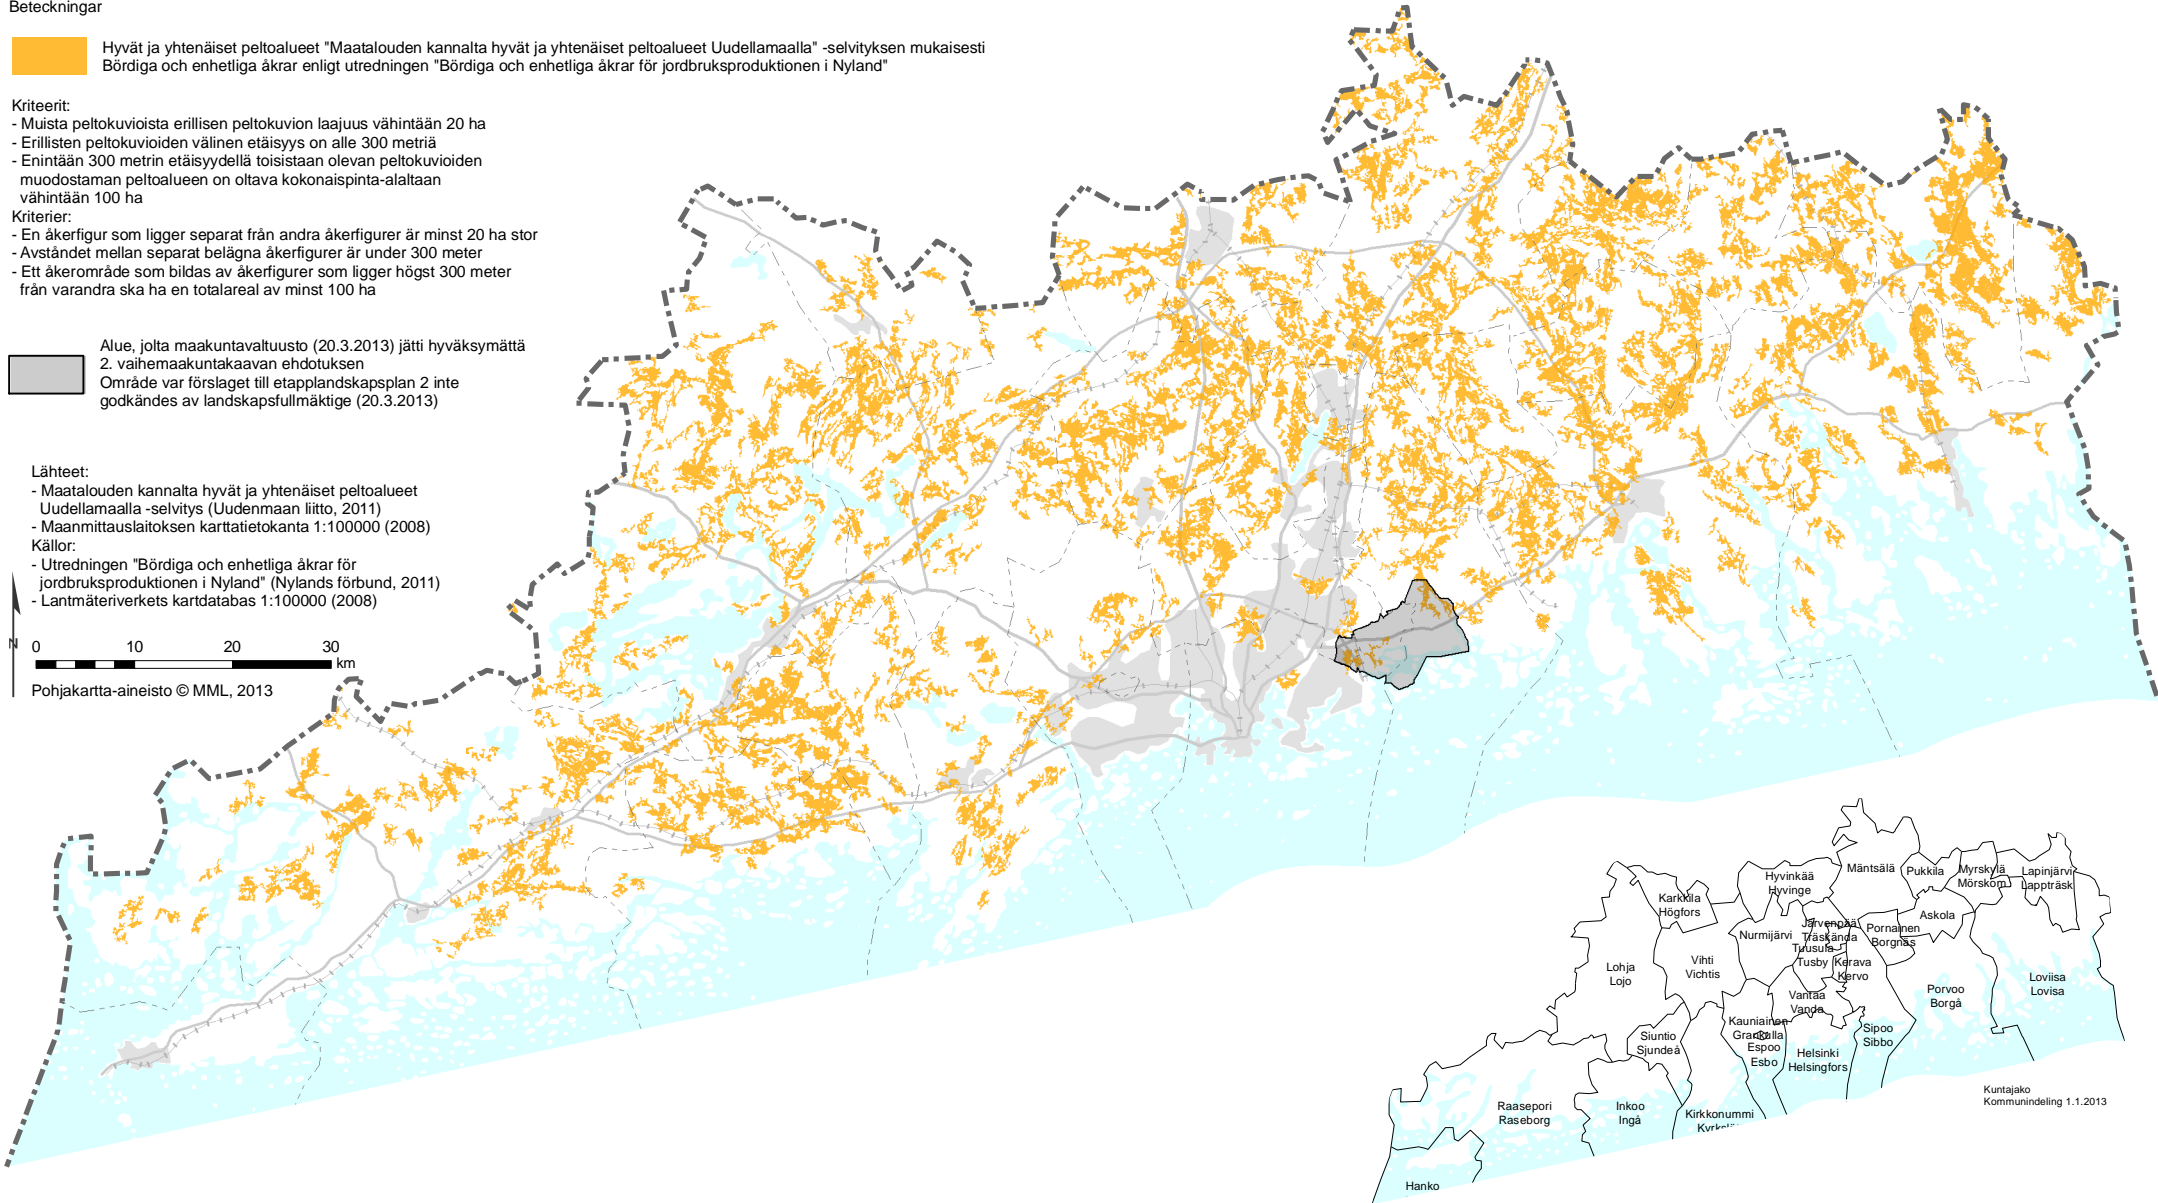 Beteckningar
Hyvät ja yhtenäiset peltoalueet "Maatalouden kannalta hyvät ja yhtenäiset peltoalueet Uudellamaalla" -selvityksen mukaisesti
Bördiga och enhetliga åkrar enligt utredningen "Bördiga och enhetliga åkrar för jordbruksproduktionen i Nyland"
Kriteerit:
- Muista peltokuvioista erillisen peltokuvion laajuus vähintään 20 ha
- Erillisten peltokuvioiden välinen etäisyys on alle 300 metriä
- Enintään 300 metrin etäisyydellä toisistaan olevan peltokuvioiden
muodostaman peltoalueen on oltava kokonaispinta-alaltaan
vähintään 100 ha
Kriterier:
- En åkerfigur som ligger separat från andra åkerfigurer är minst 20 ha stor
- Avståndet mellan separat belägna åkerfigurer är under 300 meter
- Ett åkerområde som bildas av åkerfigurer som ligger högst 300 meter
från varandra ska ha en totalareal av minst 100 ha
Alue, jolta maakuntavaltuusto (20.3.2013) jätti hyväksymättä
2. vaihemaakuntakaavan ehdotuksen
Område var förslaget till etapplandskapsplan 2 inte
godkändes av landskapsfullmäktige (20.3.2013)
Lähteet:
- Maatalouden kannalta hyvät ja yhtenäiset peltoalueet
Uudellamaalla -selvitys (Uudenmaan liitto, 2011)
- Maanmittauslaitoksen karttatietokanta 1:100000 (2008)
Källor:
- Utredningen "Bördiga och enhetliga åkrar för
jordbruksproduktionen i Nyland" (Nylands förbund, 2011)
- Lantmäteriverkets kartdatabas 1:100000 (2008)
N
0 10 20 30
km
Pohjakartta-aineisto © MML, 2013
Mäntsälä
Hyvinkää
Hyvinge
Pukkila
Myrskylä
Mörskom
Lapinjärvi
Lappträsk
Karkkila
Högfors
Askola
Järvenpää
Träskända
Nurmijärvi
Pornainen
Borgnäs
Tuusula
Tusby
Kerava
Kervo
Lohja
Lojo
Vihti
Vichtis
Loviisa
Lovisa
Porvoo
Borgå
Vantaa
Vanda
Kauniainen
Grankulla
Espoo
Esbo
Sipoo
Sibbo
Siuntio
Sjundeå
Helsinki
Helsingfors
Raasepori
Raseborg
Inkoo
Ingå
Kirkkonummi
Hanko
Kuntajako
Kommunindeling 1.1.2013